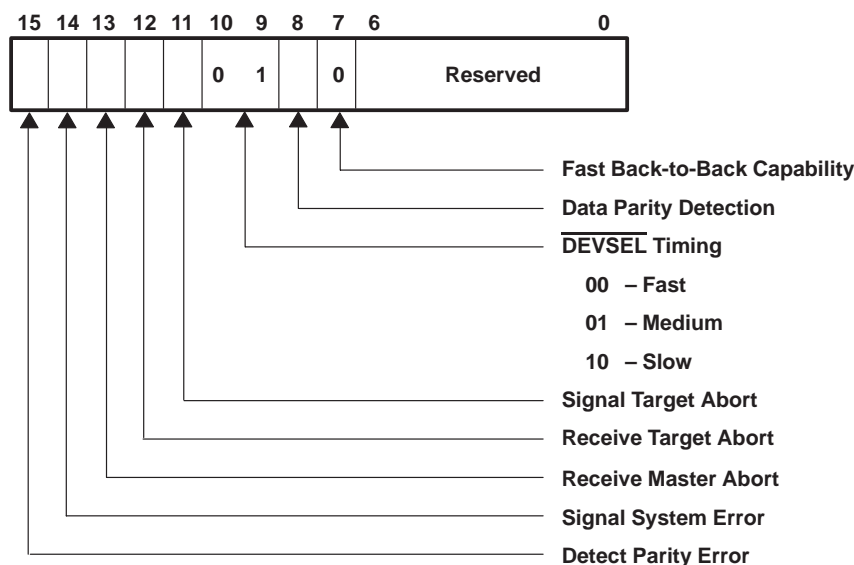 15 14 13 12 11 10 9 8 7 6 0
0 1 0 Reserved
Fast Back-to-Back Capability
Data Parity Detection
DEVSEL Timing
00 – Fast
01 – Medium
10 – Slow
Signal Target Abort
Receive Target Abort
Receive Master Abort
Signal System Error
Detect Parity Error